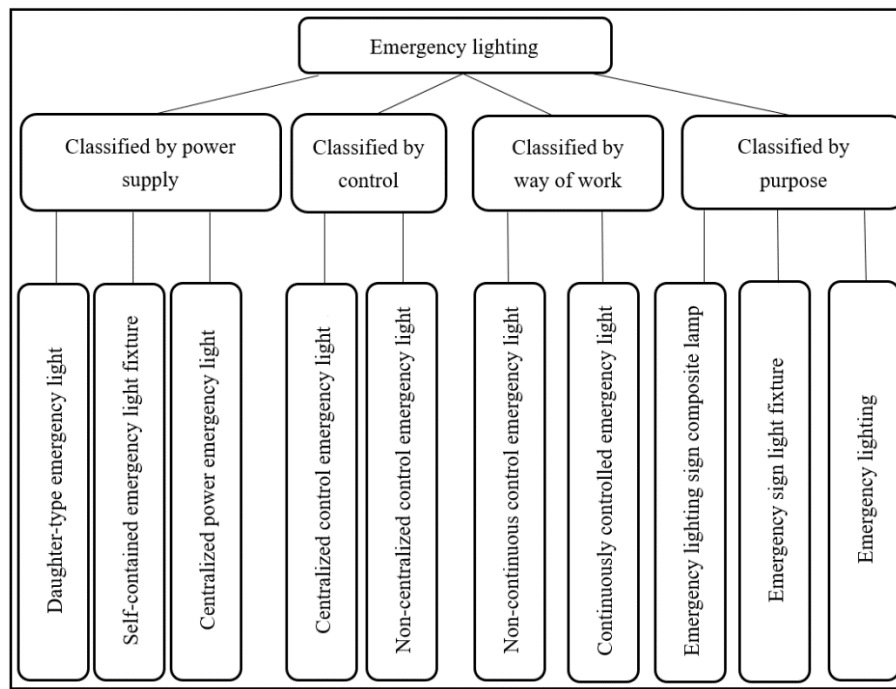 Emergency lighting
Classified by power
supply
Classified by
control
Classified by
way of work
Classified by
purpose
Daughter-type emergency light
Self-contained emergency light fixture
Centralized power emergency light
Centralized control emergency light
Non-centralized control emergency light
Non-continuous control emergency light
Continuously controlled emergency light
Emergency lighting sign composite lamp
Emergency sign light fixture
Emergency lighting